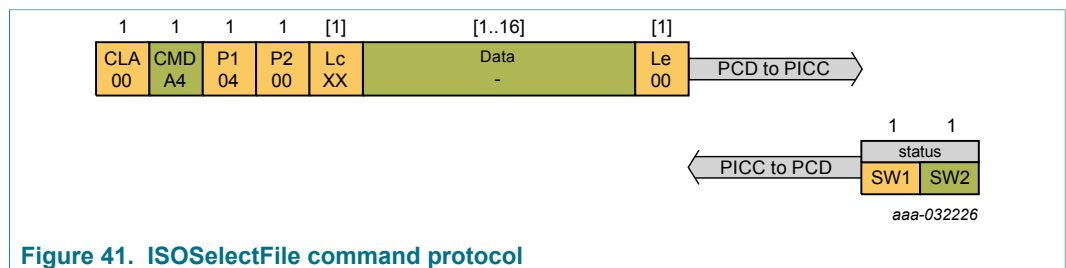 1 1 1 1 [1] [1..16] [1]
CLA CMD P1 P2 Lc Data Le
00 A4 04 00 XX - 00
PCD to PICC
1 1
status
PICC to PCD
SW1 SW2
aaa-032226
Figure 41. ISOSelectFile command protocol